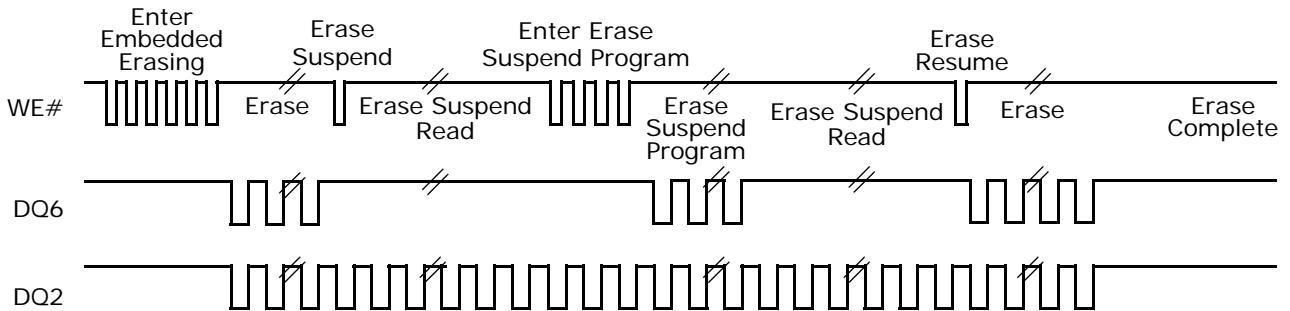 Enter
Embedded
Erasing
Erase
Suspend
Enter Erase
Suspend Program
Erase
Resume
WE#
Erase
Erase Suspend
Read
Erase
Suspend
Program
Erase Suspend
Read
Erase
Erase
Complete
DQ6
DQ2